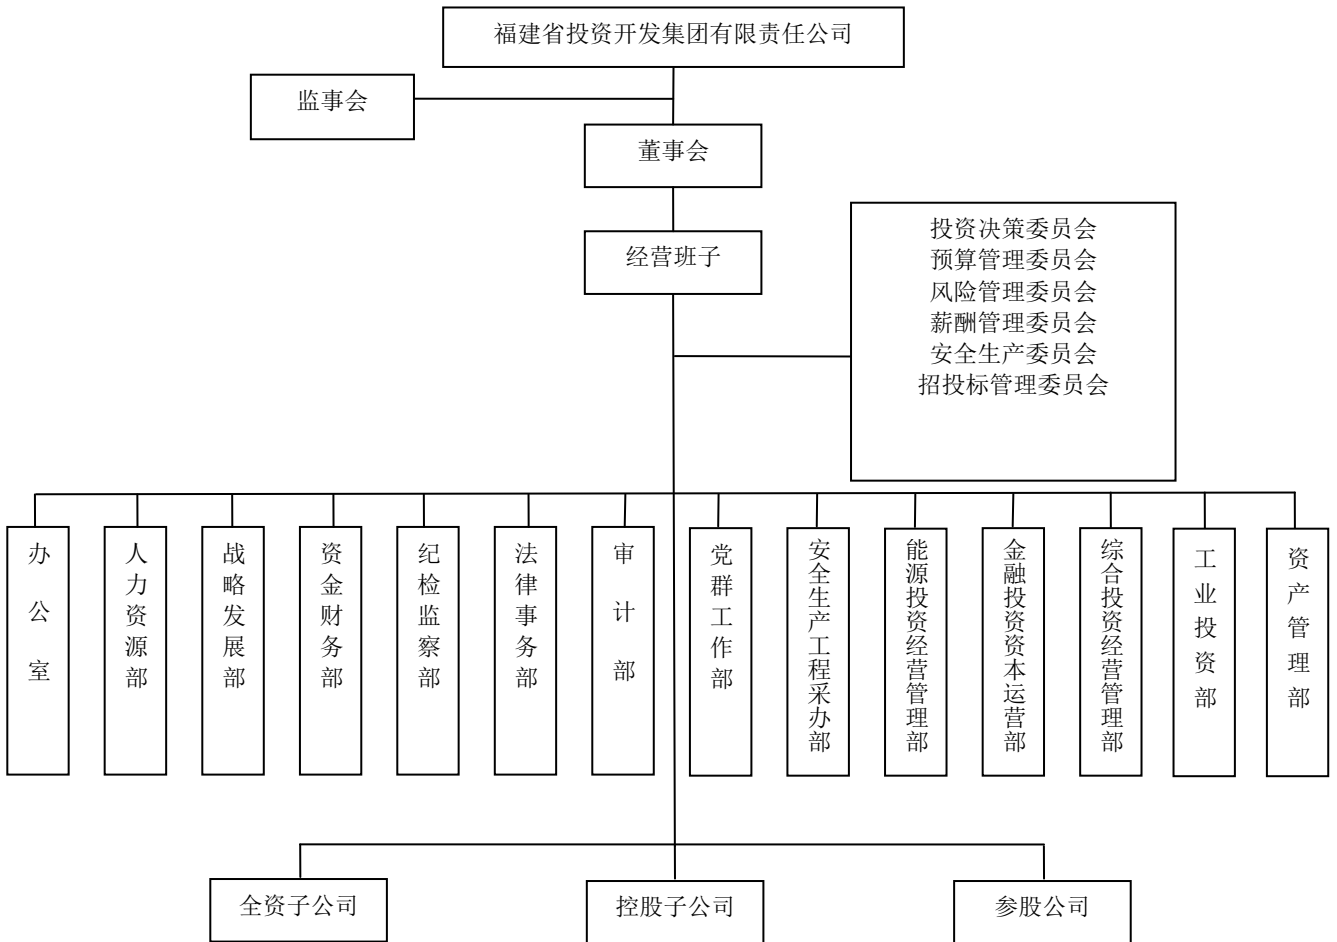 福建省投资开发集团有限责任公司
监事会
董事会
经营班子
投资决策委员会
预算管理委员会
风险管理委员会
薪酬管理委员会
安全生产委员会
招投标管理委员会
办公室
人力资源部
战略发展部
资金财务部
纪检监察部
法律事务部
审计部
党群工作部
安全生产工程采办部
能源投资经营管理部
金融投资资本运营部
综合投资经营管理部
工业投资部
资产管理部
全资子公司
控股子公司
参股公司